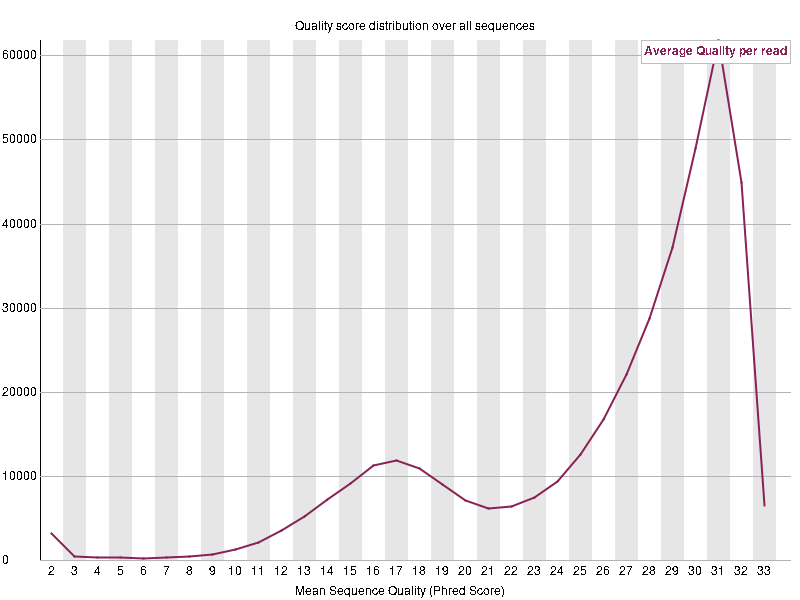 Quality score distribution over all sequences
Average Quality per read
60000
50000
40000
30000
20000
10000
0
2 3 4 5 6 7 8 9 10 11 12 13 14 15 16 17 18 19 20 21 22 23 24 25 26 27 28 29 30 31 32 33
Mean Sequence Quality (Phred Score)